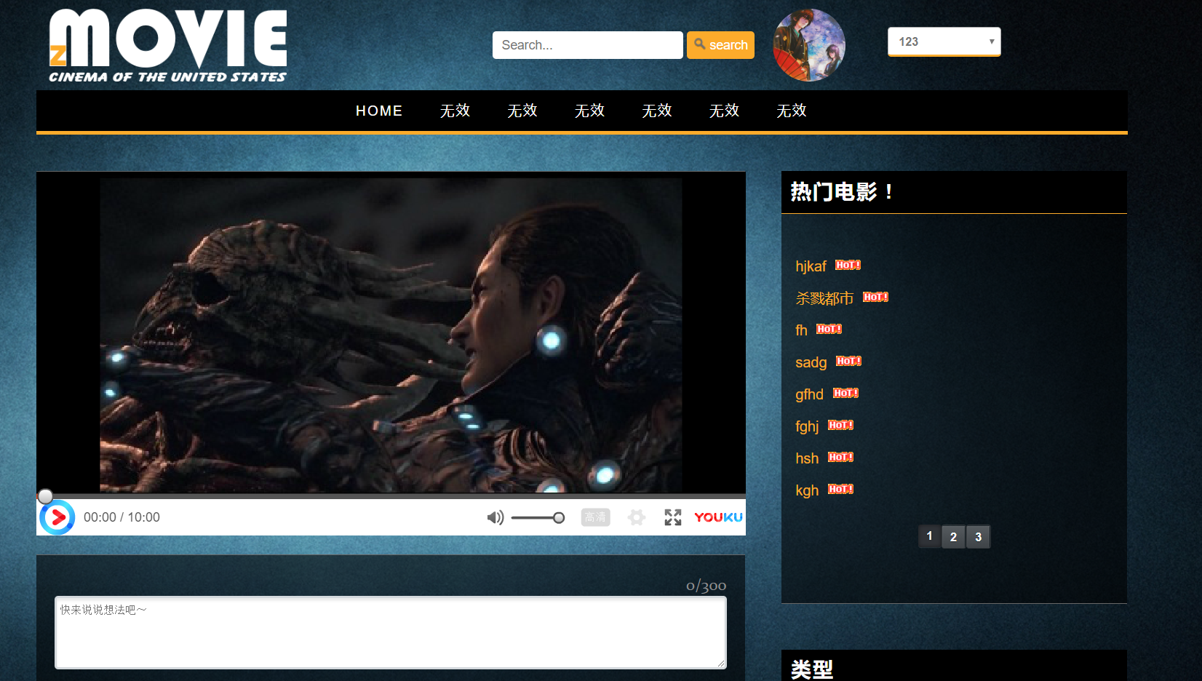 zMOVIE
CINEMA OF THE UNITED STATES
Search...
search
123
HOME 无效 无效 无效 无效 无效 无效
热门电影！
hjkaf HOT!
杀戮都市 HOT!
fh HOT!
sadg HOT!
gfhd HOT!
fghj HOT!
hsh HOT!
kgh HOT!
1 2 3
00:00 / 10:00
高清
YOUKU
0/300
快来说说想法吧～
类型